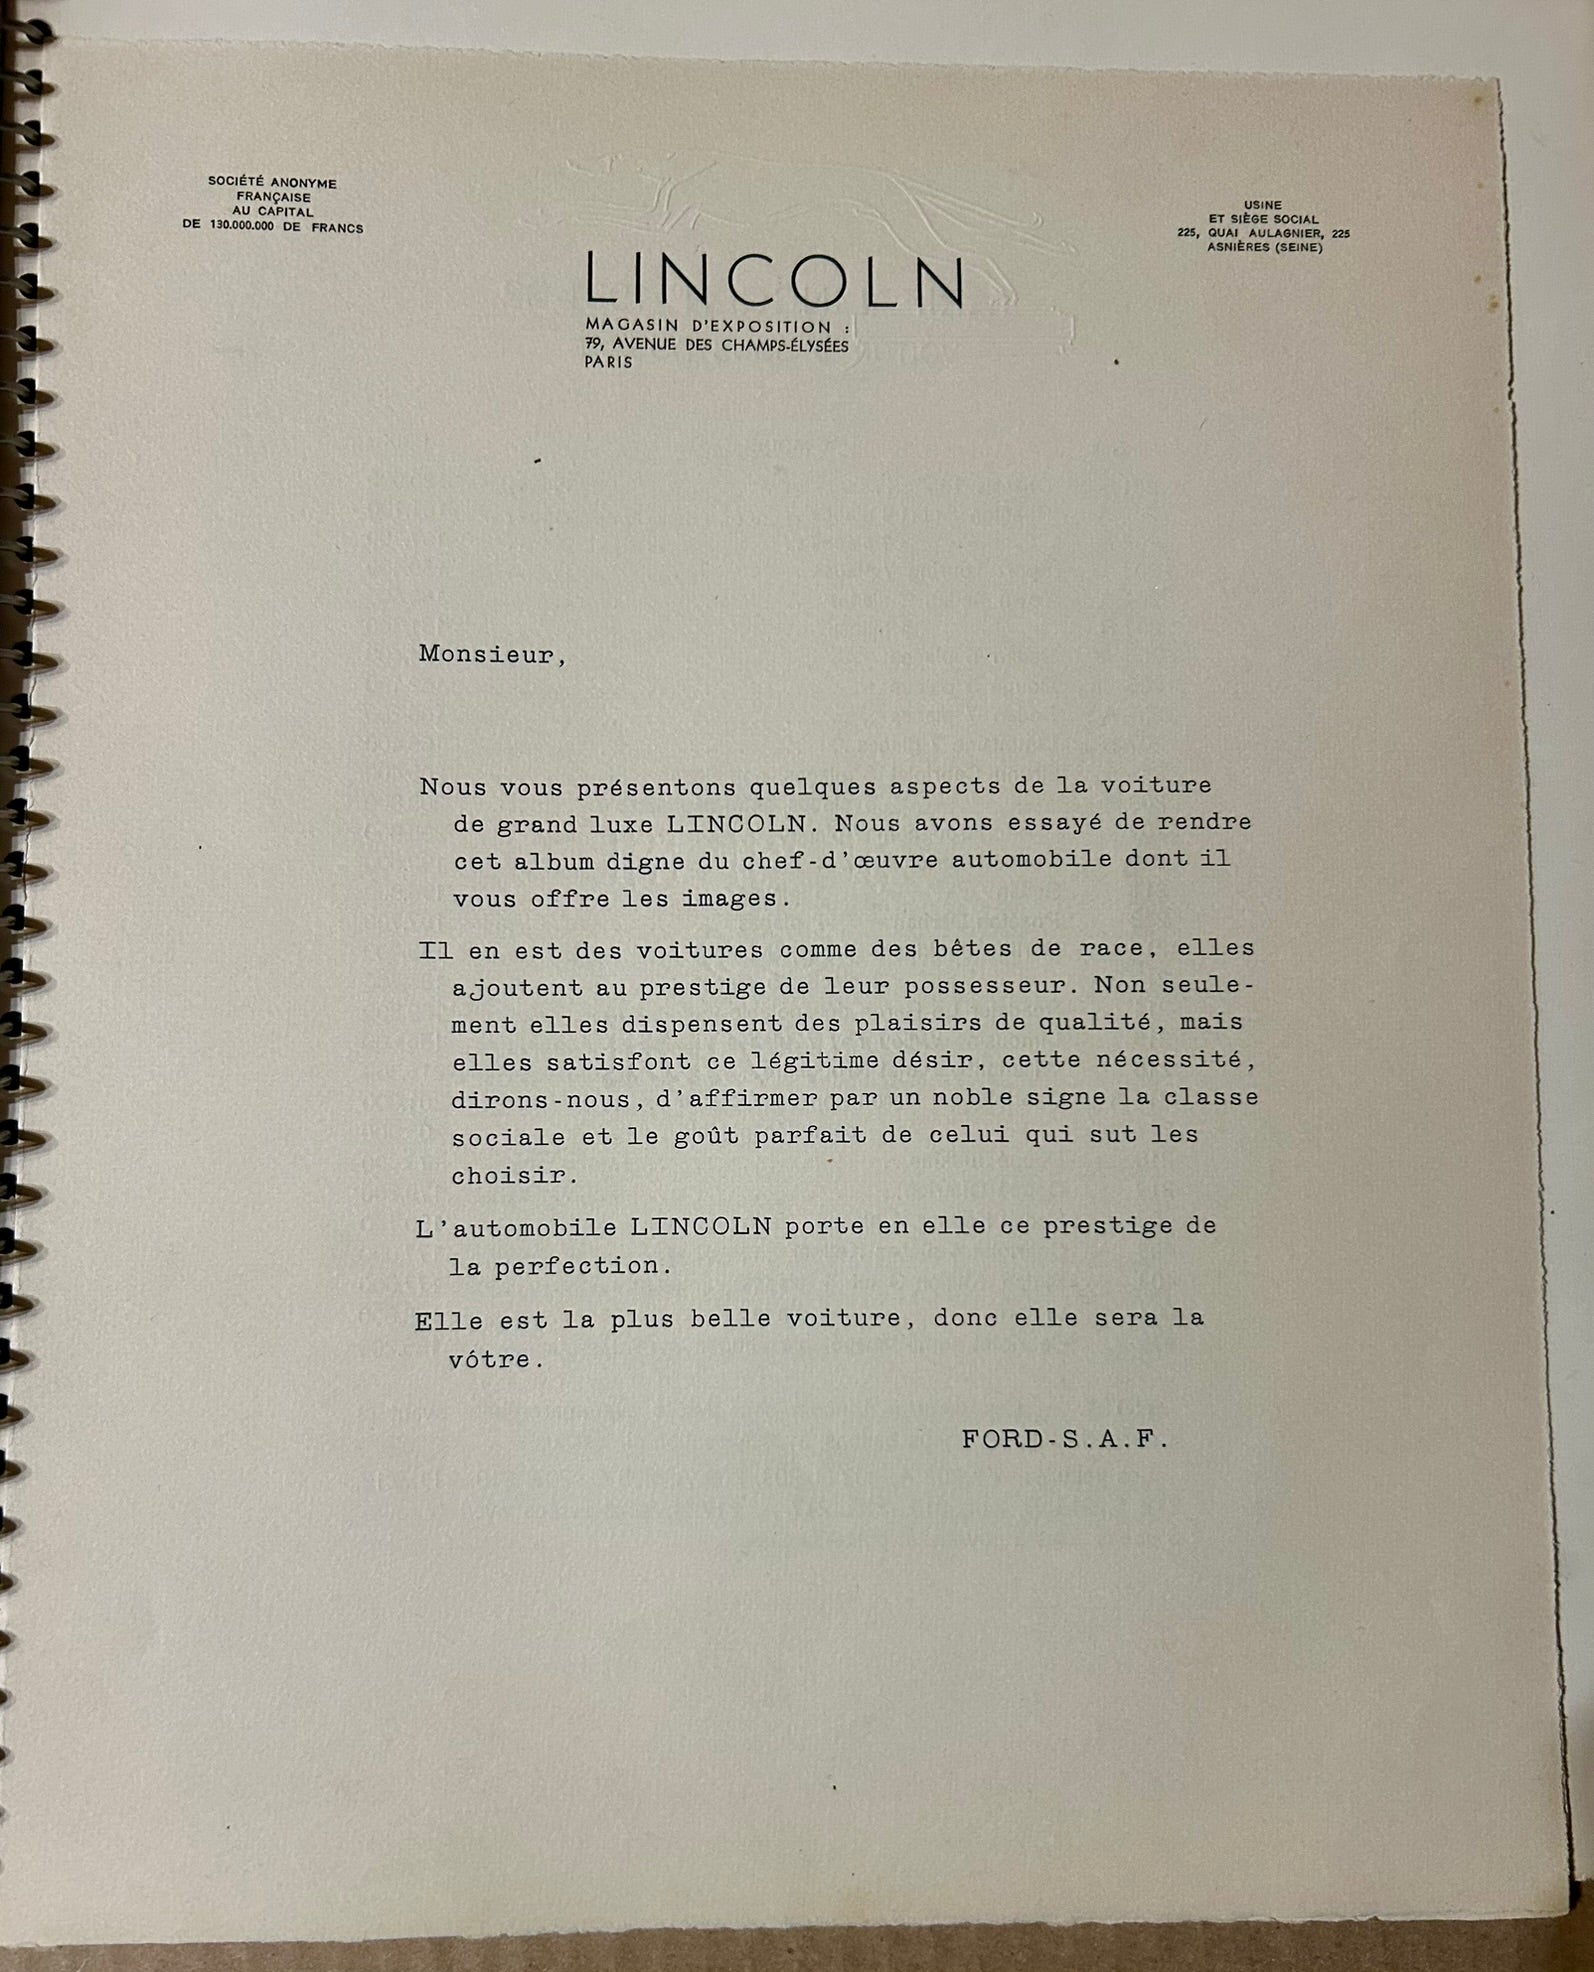 SOCIÉTÉ ANONYME
FRANÇAISE
AU CAPITAL
DE 130.000.000 DE FRANCS
USINE
ET SIÈGE SOCIAL
225, QUAI AULAGNIER, 225
ASNIÈRES (SEINE)
LINCOLN
MAGASIN D'EXPOSITION :
79, AVENUE DES CHAMPS-ÉLYSÉES
PARIS
Monsieur,
Nous vous présentons quelques aspects de la voiture
de grand luxe LINCOLN. Nous avons essayé de rendre
cet album digne du chef-d'œuvre automobile dont il
vous offre les images.
Il en est des voitures comme des bêtes de race, elles
ajoutent au prestige de leur possesseur. Non seule-
ment elles dispensent des plaisirs de qualité, mais
elles satisfont ce légitime désir, cette nécessité,
dirons-nous, d'affirmer par un noble signe la classe
sociale et le goût parfait de celui qui sut les
choisir.
L'automobile LINCOLN porte en elle ce prestige de
la perfection.
Elle est la plus belle voiture, donc elle sera la
vótre.
FORD-S.A.F.